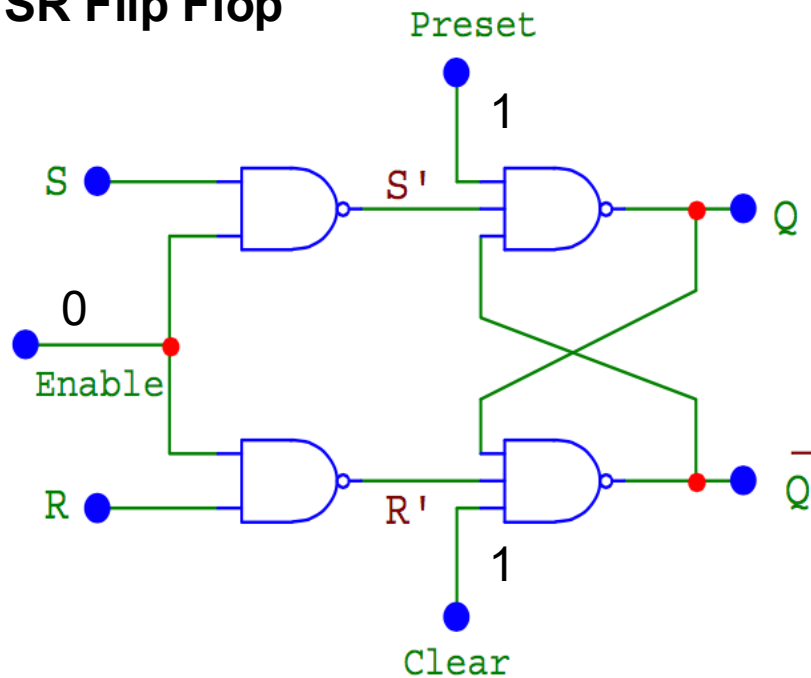 SR Flip Flop
Preset
1
S
S'
Q
0
Enable
R
R'
Q̅
1
Clear